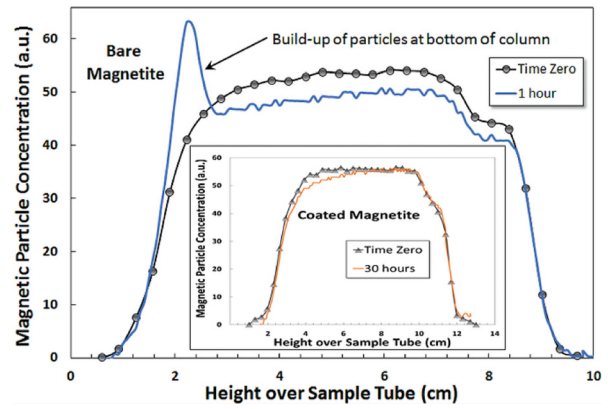 Magnetic Particle Concentration (a.u.)
60
50
40
30
20
10
0
Bare
Magnetite
Build-up of particles at bottom of column
Time Zero
1 hour
Magnetic Particle Concentration (a.u.)
60
50
40
30
20
10
0
Coated Magnetite
Time Zero
30 hours
2 4 6 8 10 12 14
Height over Sample Tube (cm)
0 2 4 6 8 10
Height over Sample Tube (cm)